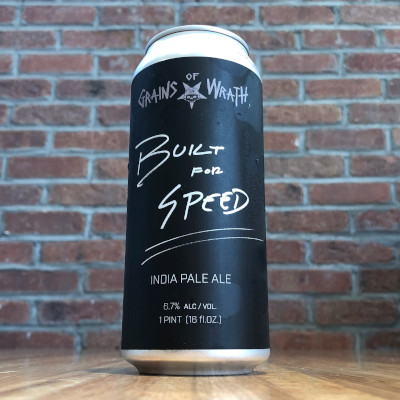 GRAINS OF WRATH
BUILT
FOR
SPEED
INDIA PALE ALE
6.7% ALC / VOL.
1 PINT (16 fl.OZ.)